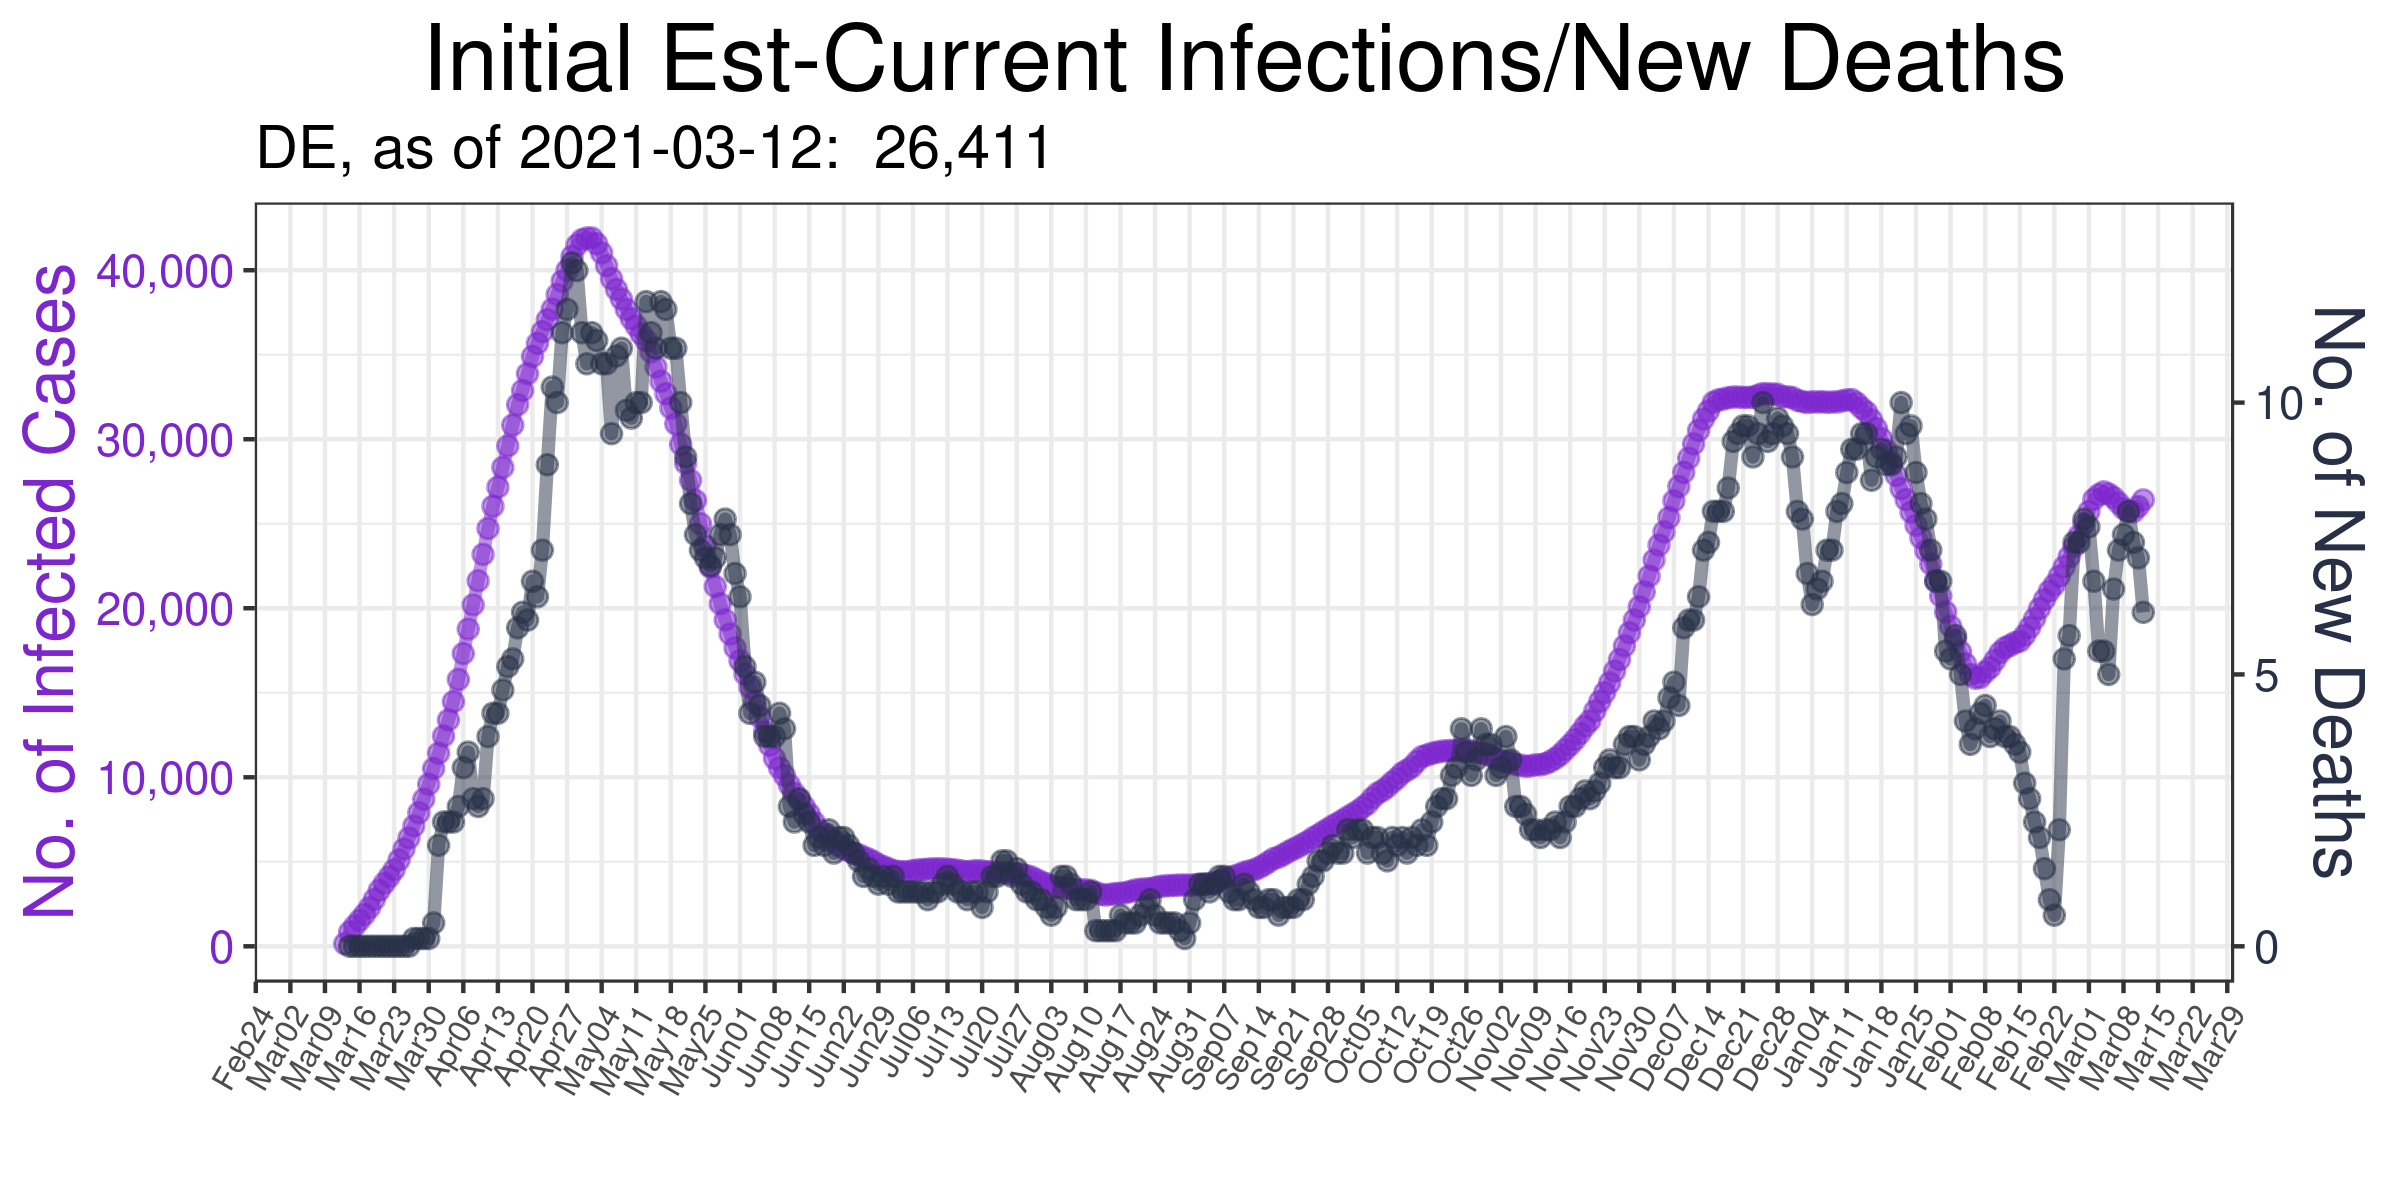 Initial Est-Current Infections/New Deaths
DE, as of 2021-03-12: 26,411
No. of Infected Cases
40,000
30,000
20,000
10,000
0
No. of New Deaths
10
5
0
Feb24
Mar02
Mar09
Mar16
Mar23
Mar30
Apr06
Apr13
Apr20
Apr27
May04
May11
May18
May25
Jun01
Jun08
Jun15
Jun22
Jun29
Jul06
Jul13
Jul20
Jul27
Aug03
Aug10
Aug17
Aug24
Aug31
Sep07
Sep14
Sep21
Sep28
Oct05
Oct12
Oct19
Oct26
Nov02
Nov09
Nov16
Nov23
Nov30
Dec07
Dec14
Dec21
Dec28
Jan04
Jan11
Jan18
Jan25
Feb01
Feb08
Feb15
Feb22
Mar01
Mar08
Mar15
Mar22
Mar29